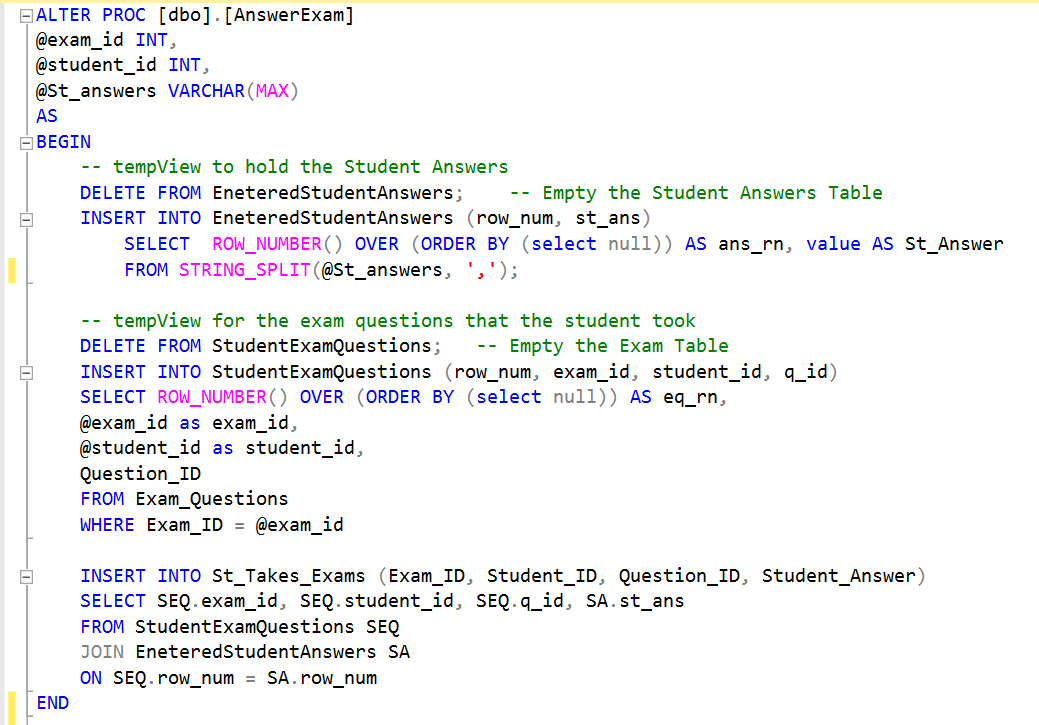 ALTER PROC [dbo].[AnswerExam]
@exam_id INT,
@student_id INT,
@St_answers VARCHAR(MAX)
AS
BEGIN
-- tempView to hold the Student Answers
DELETE FROM EneteredStudentAnswers; -- Empty the Student Answers Table
INSERT INTO EneteredStudentAnswers (row_num, st_ans)
SELECT ROW_NUMBER() OVER (ORDER BY (select null)) AS ans_rn, value AS St_Answer
FROM STRING_SPLIT(@St_answers, ',');
-- tempView for the exam questions that the student took
DELETE FROM StudentExamQuestions; -- Empty the Exam Table
INSERT INTO StudentExamQuestions (row_num, exam_id, student_id, q_id)
SELECT ROW_NUMBER() OVER (ORDER BY (select null)) AS eq_rn,
@exam_id as exam_id,
@student_id as student_id,
Question_ID
FROM Exam_Questions
WHERE Exam_ID = @exam_id
INSERT INTO St_Takes_Exams (Exam_ID, Student_ID, Question_ID, Student_Answer)
SELECT SEQ.exam_id, SEQ.student_id, SEQ.q_id, SA.st_ans
FROM StudentExamQuestions SEQ
JOIN EneteredStudentAnswers SA
ON SEQ.row_num = SA.row_num
END